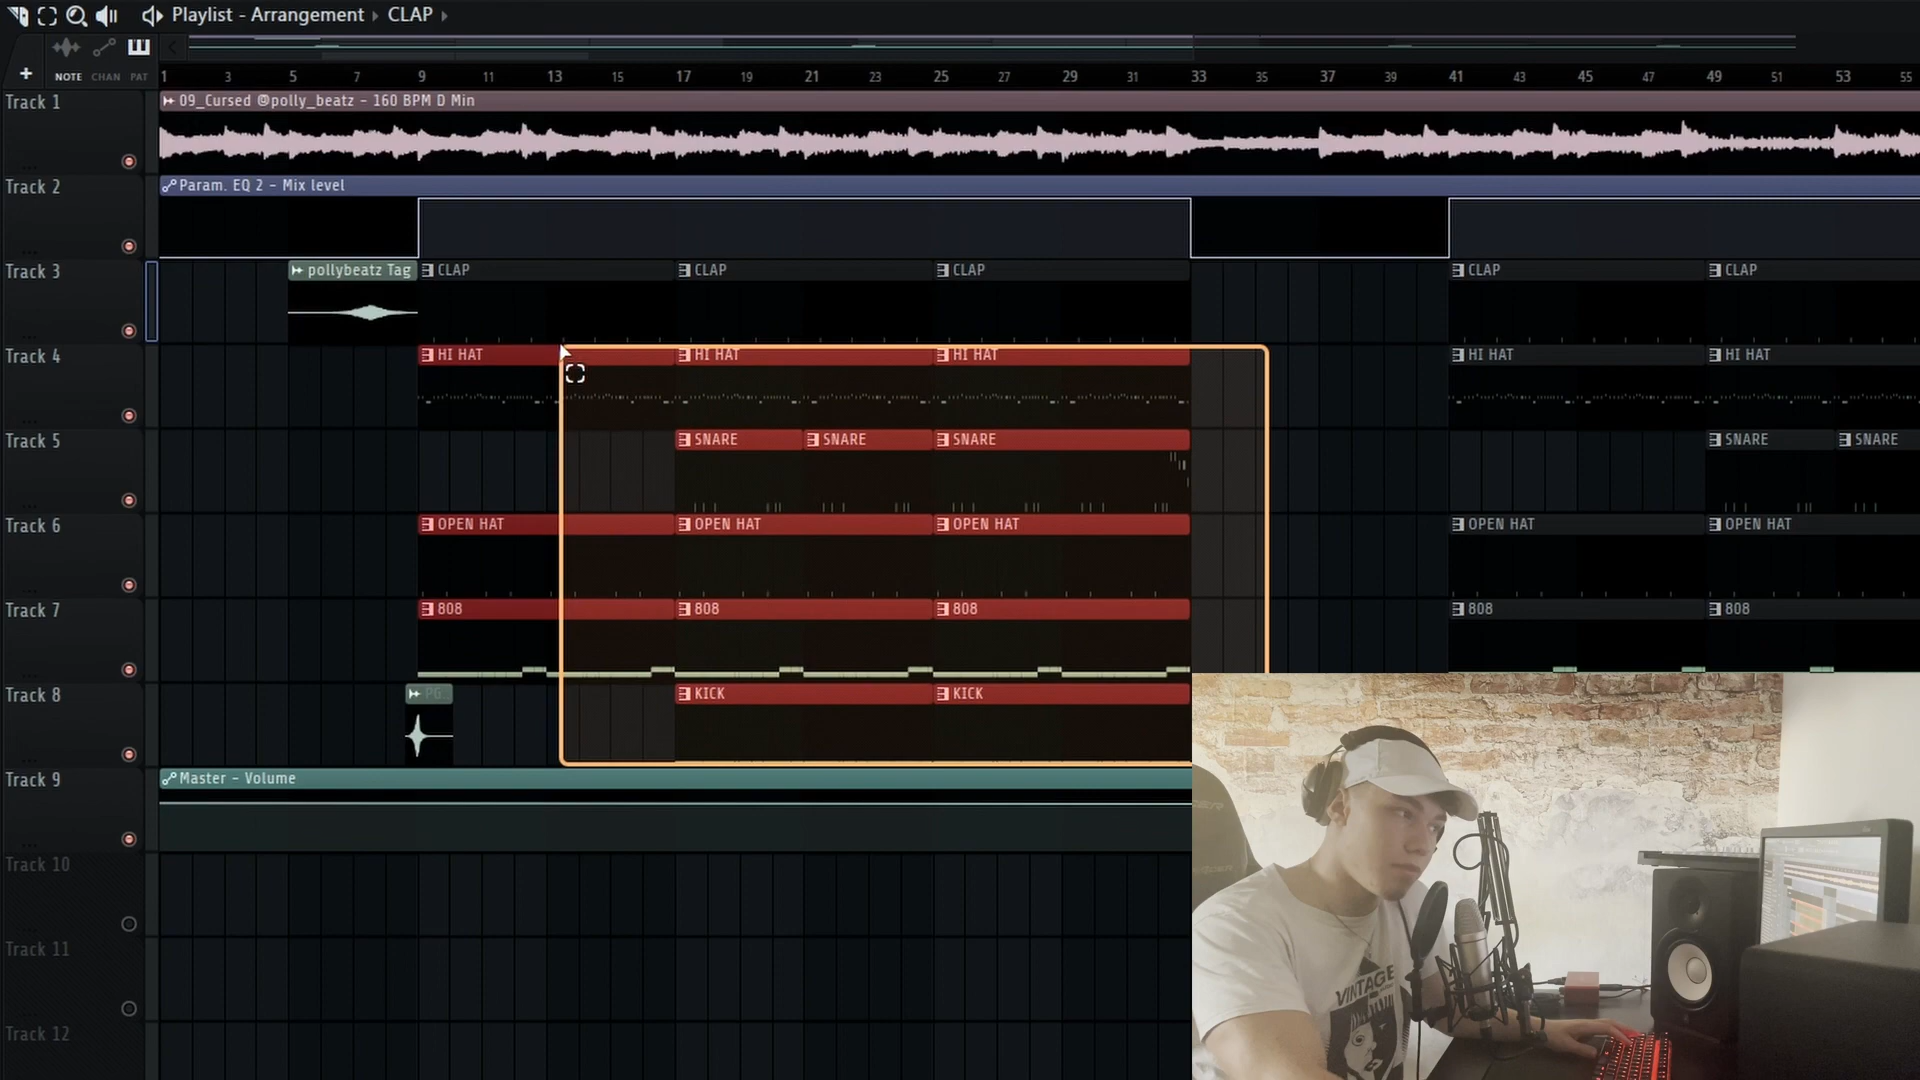 Playlist - Arrangement ▸ CLAP ▸
NOTE CHAN PAT
1 3 5 7 9 11 13 15 17 19 21 23 25 27 29 31 33 35 37 39 41 43 45 47 49 51 53 55
Track 1
09_Cursed @polly_beatz - 160 BPM D Min
Track 2
Param. EQ 2 - Mix level
Track 3
pollybeatz Tag CLAP CLAP CLAP CLAP CLAP
Track 4
HI HAT HI HAT HI HAT HI HAT HI HAT
Track 5
SNARE SNARE SNARE SNARE SNARE
Track 6
OPEN HAT OPEN HAT OPEN HAT OPEN HAT OPEN HAT
Track 7
808 808 808 808 808
Track 8
PG KICK KICK
Track 9
Master - Volume
Track 10
Track 11
Track 12
VINTAGE